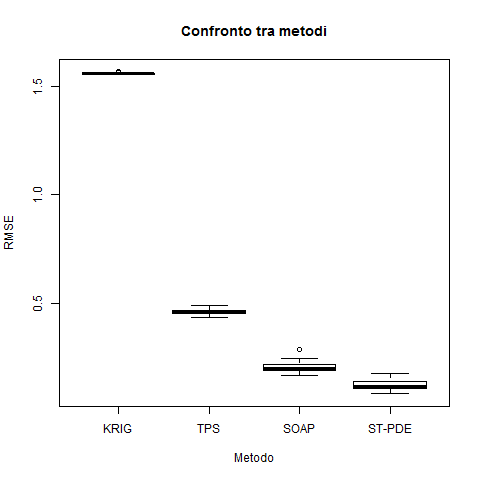 Confronto tra metodi
RMSE
1.5
1.0
0.5
KRIG TPS SOAP ST-PDE
Metodo